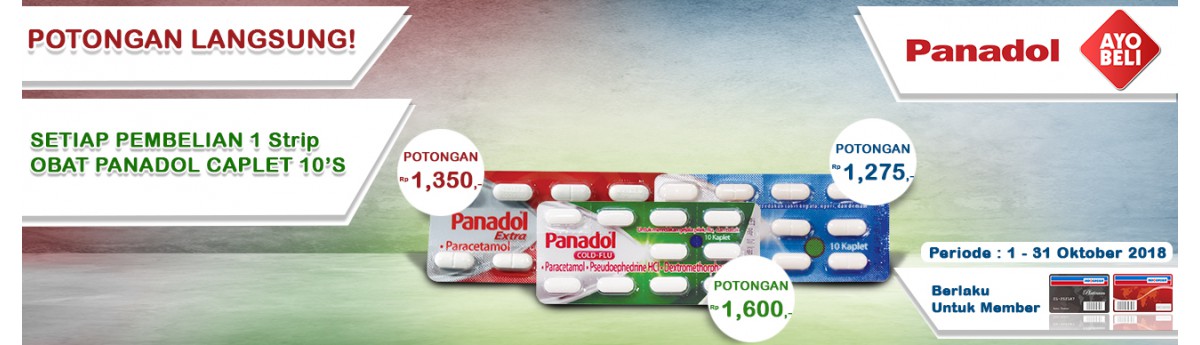 POTONGAN LANGSUNG!
Panadol
AYO
BELI
SETIAP PEMBELIAN 1 Strip
OBAT PANADOL CAPLET 10'S
POTONGAN
Rp 1,350,-
POTONGAN
Rp 1,275,-
Panadol
Extra
• Paracetamol
Panadol
COLD+FLU
• Paracetamol • Pseudoephedrine HCl • Dextromethorph
10 Kaplet
10 Kaplet
POTONGAN
Rp 1,600,-
Periode : 1 - 31 Oktober 2018
Berlaku
Untuk Member